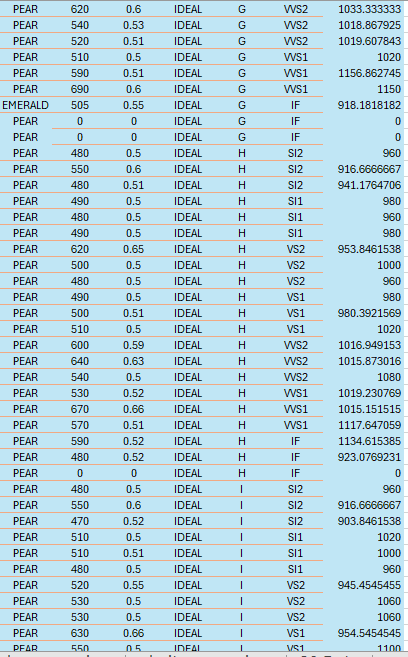 PEAR 620 0.6 IDEAL G VVS2 1033.333333
PEAR 540 0.53 IDEAL G VVS2 1018.867925
PEAR 520 0.51 IDEAL G VVS2 1019.607843
PEAR 510 0.5 IDEAL G VVS1 1020
PEAR 590 0.51 IDEAL G VVS1 1156.862745
PEAR 690 0.6 IDEAL G VVS1 1150
EMERALD 505 0.55 IDEAL G IF 918.1818182
PEAR 0 0 IDEAL G IF 0
PEAR 0 0 IDEAL G IF 0
PEAR 480 0.5 IDEAL H SI2 960
PEAR 550 0.6 IDEAL H SI2 916.6666667
PEAR 480 0.51 IDEAL H SI2 941.1764706
PEAR 490 0.5 IDEAL H SI1 980
PEAR 480 0.5 IDEAL H SI1 960
PEAR 490 0.5 IDEAL H SI1 980
PEAR 620 0.65 IDEAL H VS2 953.8461538
PEAR 500 0.5 IDEAL H VS2 1000
PEAR 480 0.5 IDEAL H VS2 960
PEAR 490 0.5 IDEAL H VS1 980
PEAR 500 0.51 IDEAL H VS1 980.3921569
PEAR 510 0.5 IDEAL H VS1 1020
PEAR 600 0.59 IDEAL H VVS2 1016.949153
PEAR 640 0.63 IDEAL H VVS2 1015.873016
PEAR 540 0.5 IDEAL H VVS2 1080
PEAR 530 0.52 IDEAL H VVS1 1019.230769
PEAR 670 0.66 IDEAL H VVS1 1015.151515
PEAR 570 0.51 IDEAL H VVS1 1117.647059
PEAR 590 0.52 IDEAL H IF 1134.615385
PEAR 480 0.52 IDEAL H IF 923.0769231
PEAR 0 0 IDEAL H IF 0
PEAR 480 0.5 IDEAL I SI2 960
PEAR 550 0.6 IDEAL I SI2 916.6666667
PEAR 470 0.52 IDEAL I SI2 903.8461538
PEAR 510 0.5 IDEAL I SI1 1020
PEAR 510 0.51 IDEAL I SI1 1000
PEAR 480 0.5 IDEAL I SI1 960
PEAR 520 0.55 IDEAL I VS2 945.4545455
PEAR 530 0.5 IDEAL I VS2 1060
PEAR 530 0.5 IDEAL I VS2 1060
PEAR 630 0.66 IDEAL I VS1 954.5454545
PEAR 550 0.5 IDEAL I VS1 1100